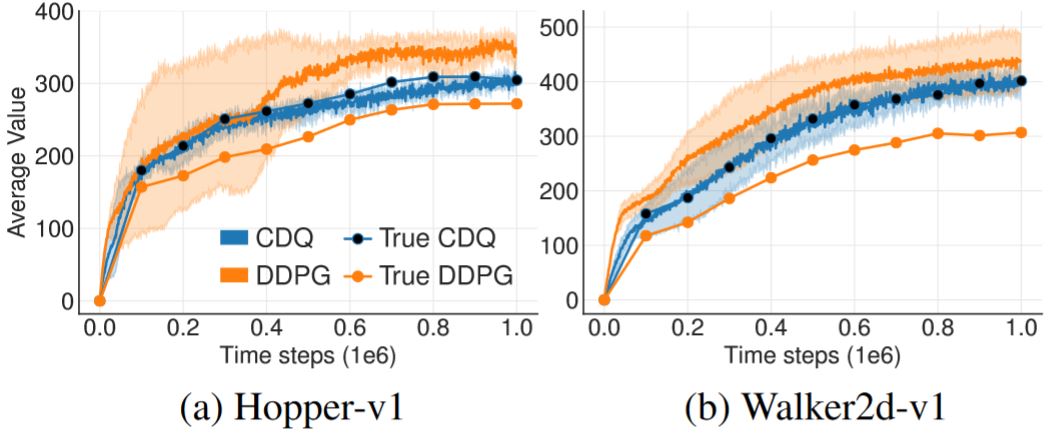 400
300
200
100
0
Average Value
CDQ
True CDQ
DDPG
True DDPG
0.0 0.2 0.4 0.6 0.8 1.0
Time steps (1e6)
(a) Hopper-v1
500
400
300
200
100
0
0.0 0.2 0.4 0.6 0.8 1.0
Time steps (1e6)
(b) Walker2d-v1